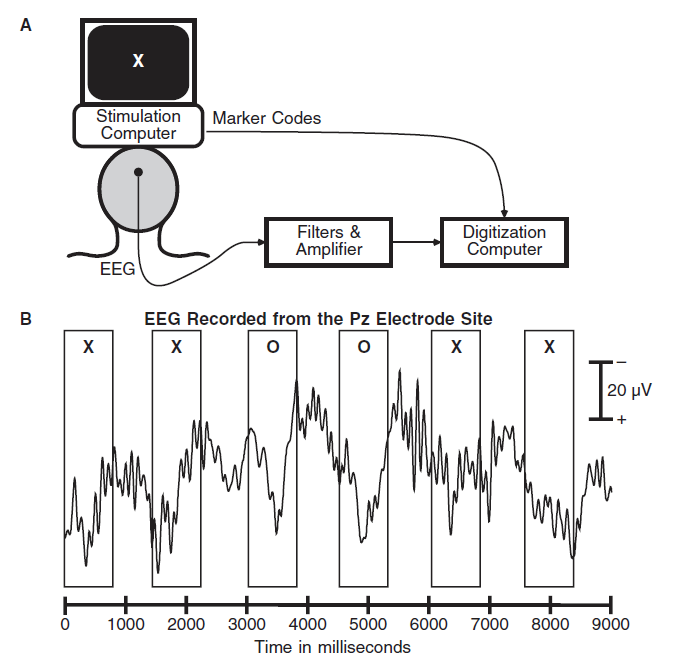 A
X
Stimulation
Computer
Marker Codes
Filters &
Amplifier
Digitization
Computer
EEG
B
EEG Recorded from the Pz Electrode Site
X X O O X X
−
20 µV
+
0 1000 2000 3000 4000 5000 6000 7000 8000 9000
Time in milliseconds